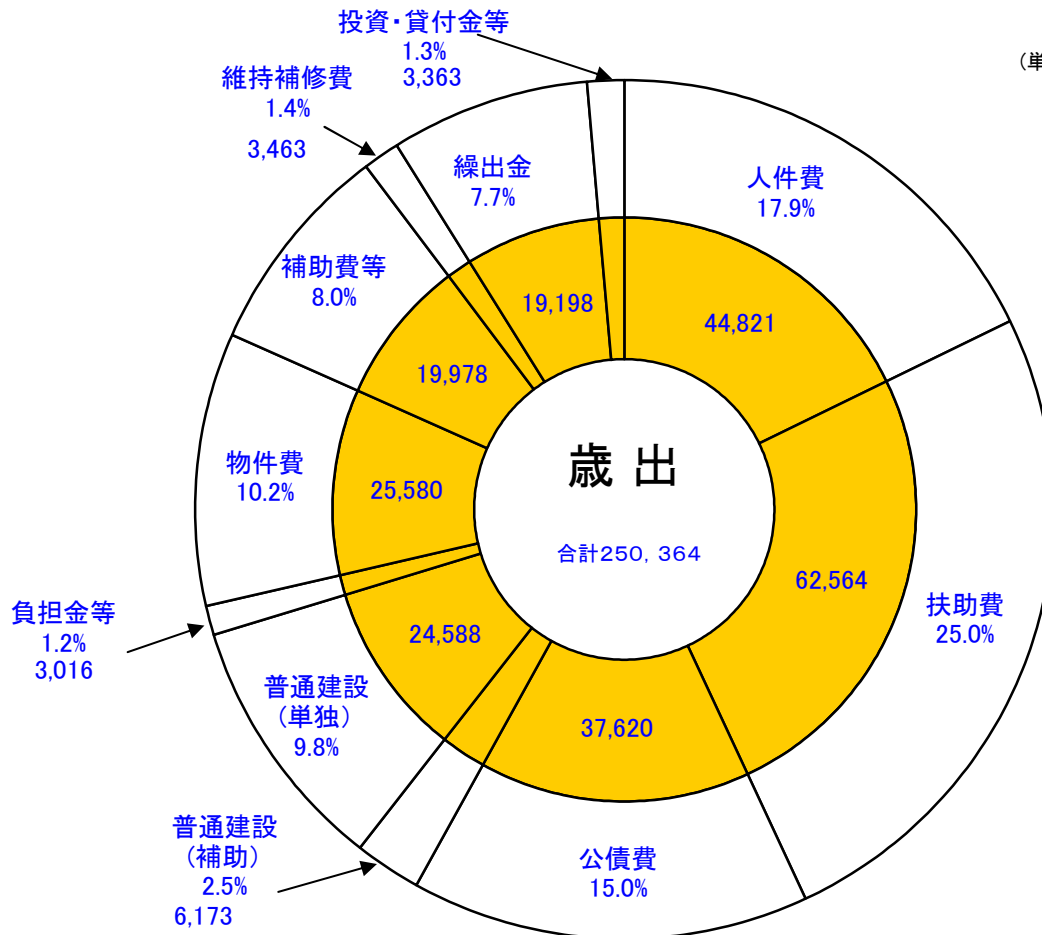 投資・貸付金等
1.3%
3,363
（単
維持補修費
1.4%
3,463
繰出金
7.7%
19,198
人件費
17.9%
44,821
補助費等
8.0%
19,978
物件費
10.2%
25,580
歳 出
合計250, 364
62,564
扶助費
25.0%
負担金等
1.2%
3,016
24,588
普通建設
（単独）
9.8%
37,620
公債費
15.0%
普通建設
（補助）
2.5%
6,173